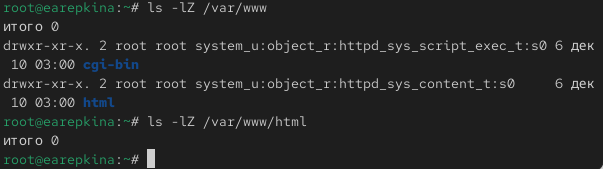 root@earepkina:~# ls -lZ /var/www
итого 0
drwxr-xr-x. 2 root root system_u:object_r:httpd_sys_script_exec_t:s0 6 дек
 10 03:00 cgi-bin
drwxr-xr-x. 2 root root system_u:object_r:httpd_sys_content_t:s0     6 дек
 10 03:00 html
root@earepkina:~# ls -lZ /var/www/html
итого 0
root@earepkina:~#